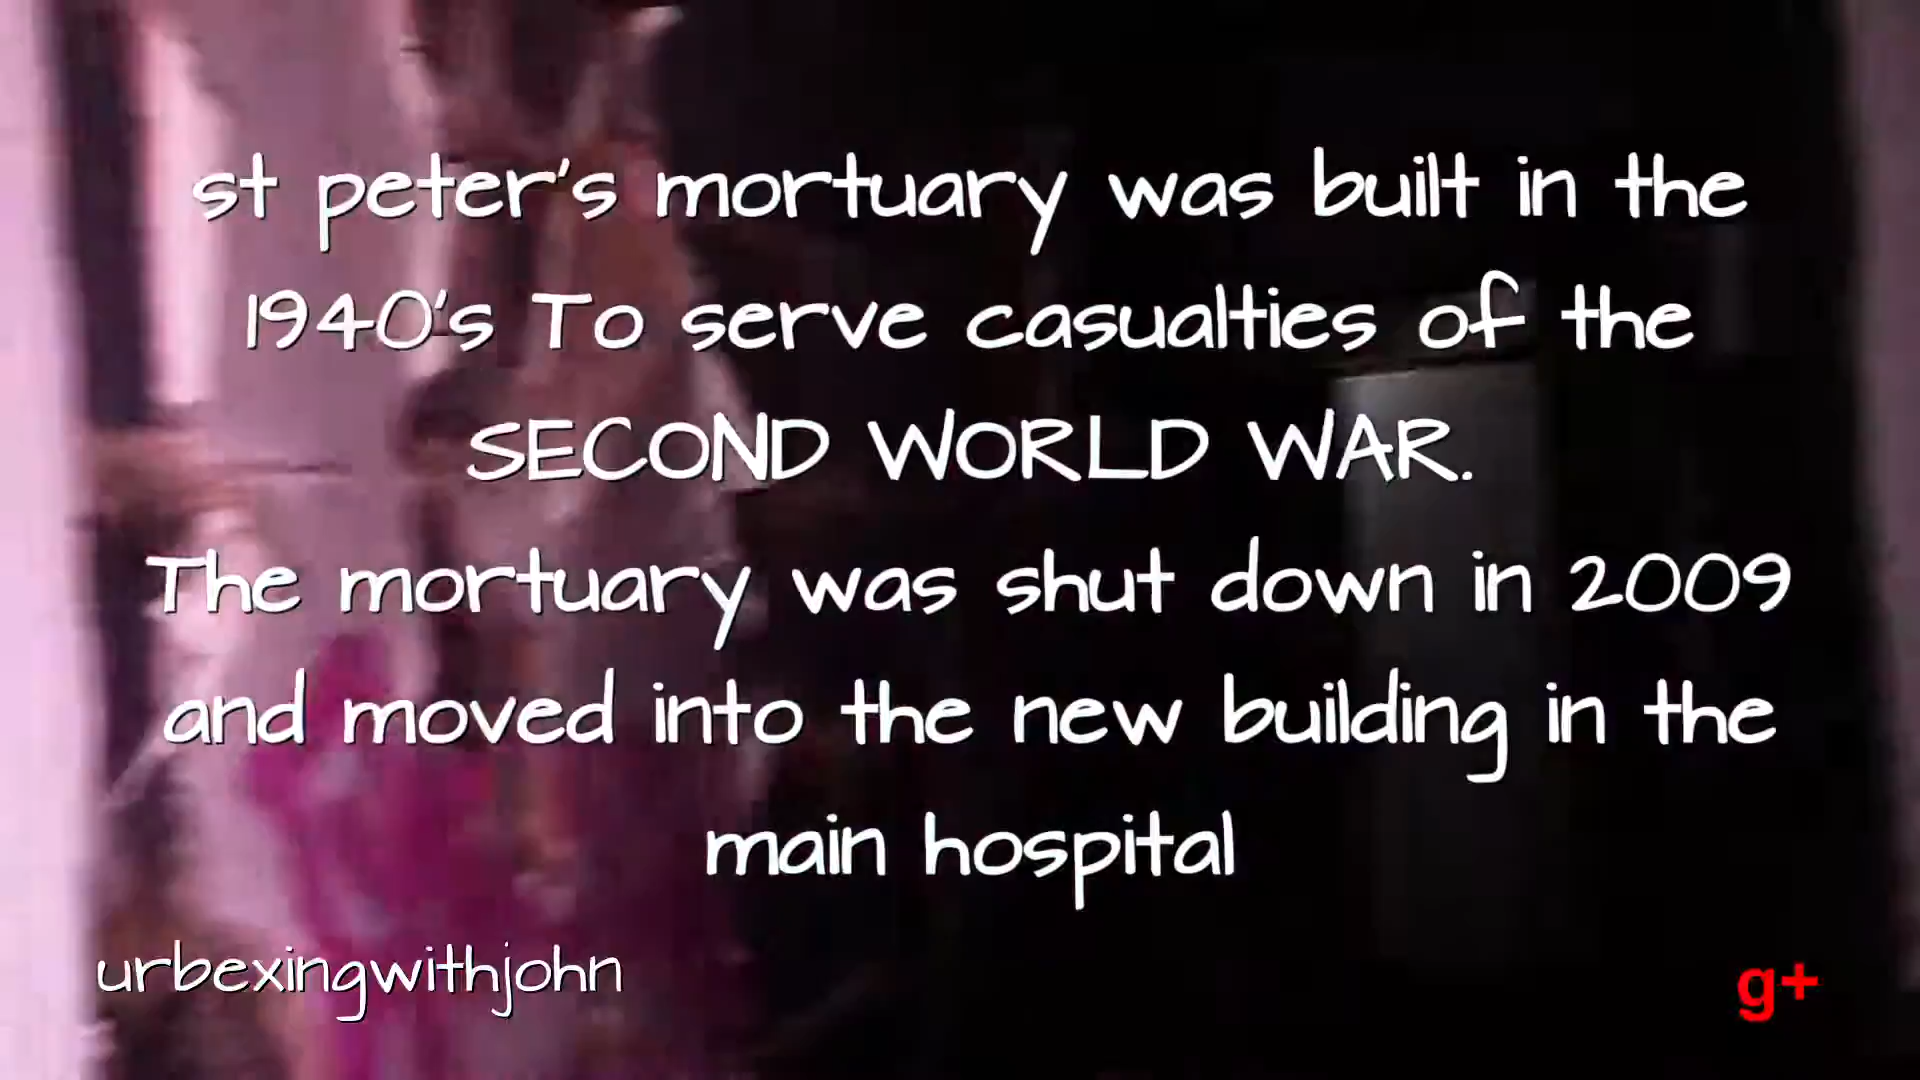 st peter's mortuary was built in the
1940's To serve casualties of the
SECOND WORLD WAR.
The mortuary was shut down in 2009
and moved into the new building in the
main hospital
urbexingwithjohn
g+